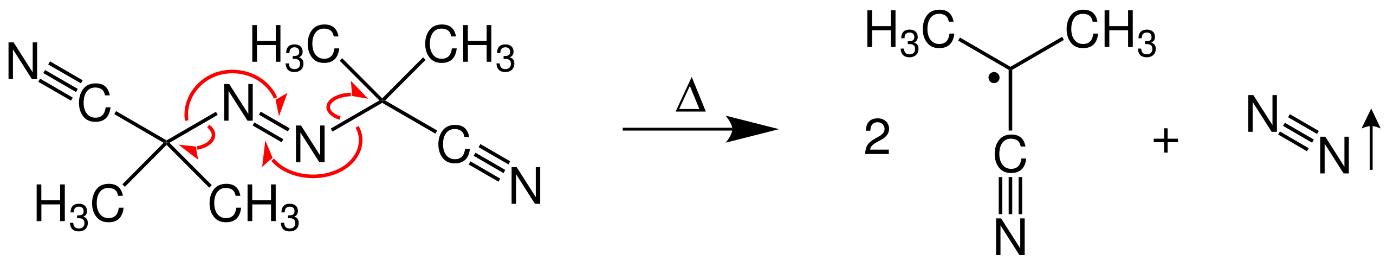 H₃C CH₃ H₃C CH₃
N≡C N=N C≡N Δ 2 • C≡N + N≡N ↑
H₃C CH₃